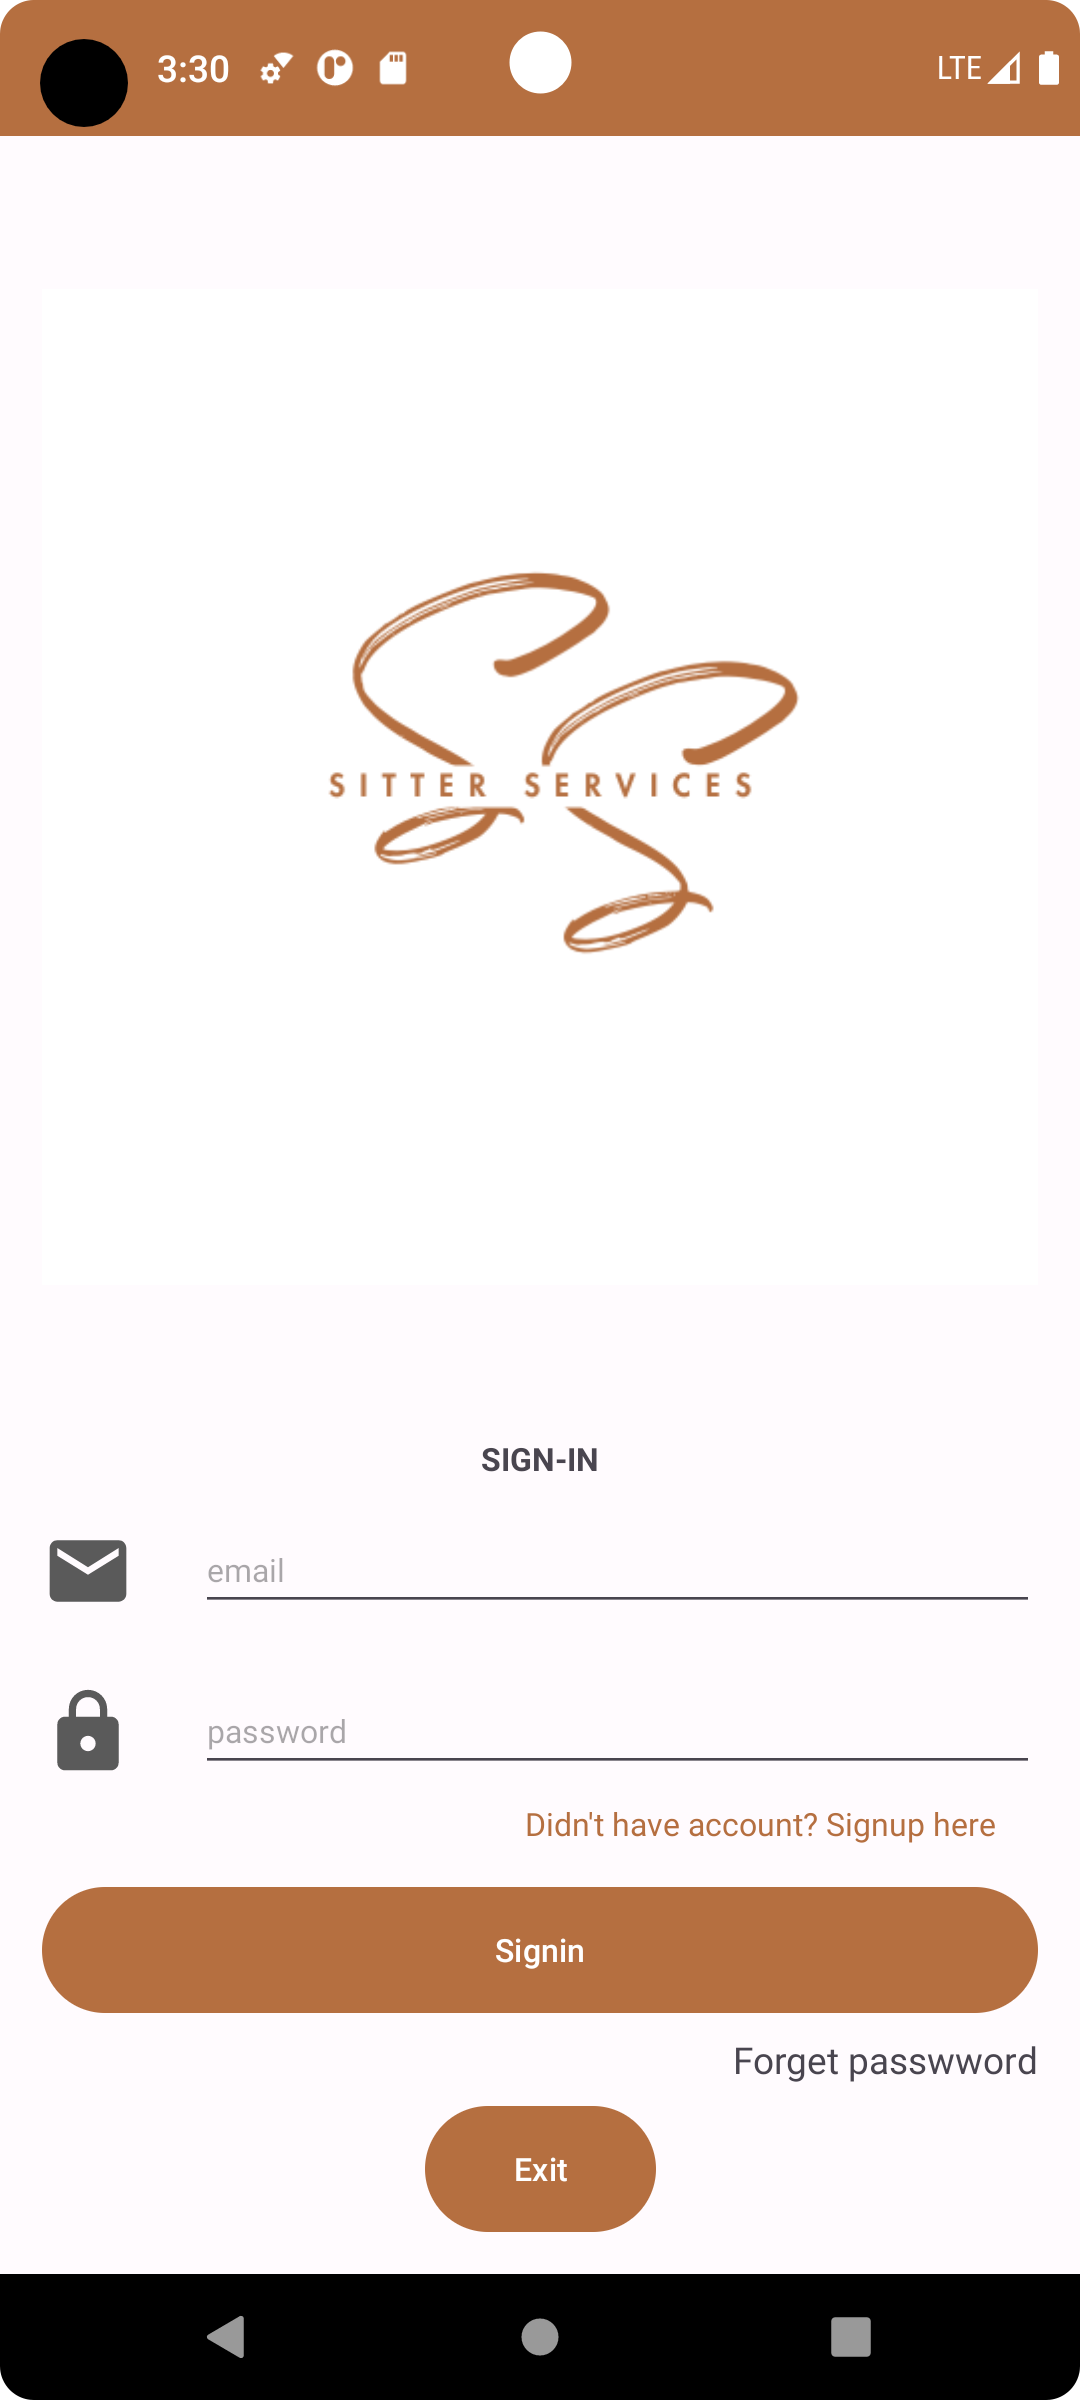 3:30
LTE
SITTER SERVICES
SIGN-IN
email
password
Didn't have account? Signup here
Signin
Forget passwword
Exit